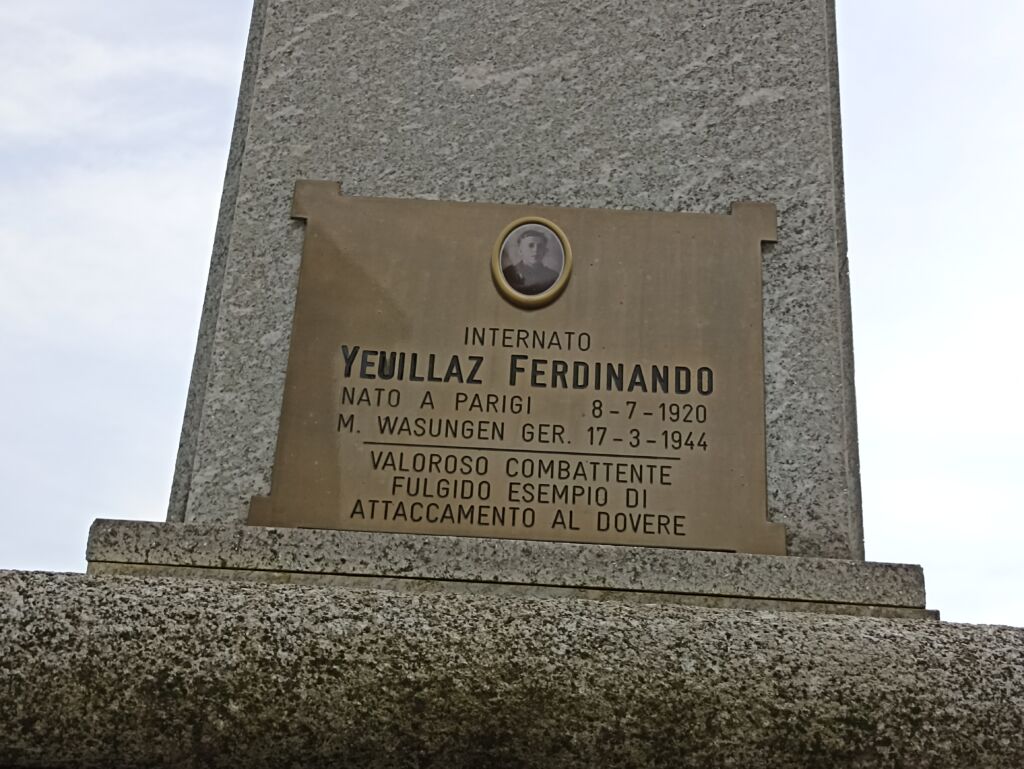 INTERNATO
YEUILLAZ FERDINANDO
NATO A PARIGI 8-7-1920
M. WASUNGEN GER. 17-3-1944
VALOROSO COMBATTENTE
FULGIDO ESEMPIO DI
ATTACCAMENTO AL DOVERE